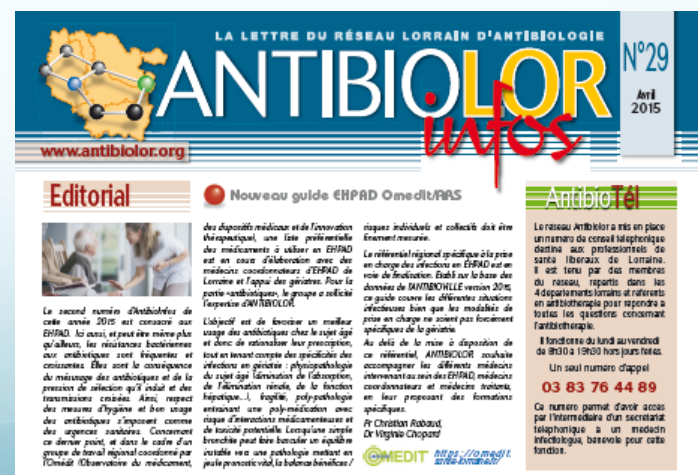 LA LETTRE DU RÉSEAU LORRAIN D'ANTIBIOLOGIE
ANTIBIOLOR
infos
N°29
Avril
2015
www.antibiolor.org
Editorial
Le second numéro d'AntibioInfos de
cette année 2015 est consacré aux
EHPAD. Ici aussi, et peut être même plus
qu'ailleurs, les résistances bactériennes
aux antibiotiques sont fréquentes et
croissantes. Elles sont la conséquence
du mésusage des antibiotiques et de la
pression de sélection qu'il induit et des
transmissions croisées. Ainsi, respect
des mesures d'hygiène et bon usage
des antibiotiques s'imposent comme
des urgences sanitaires. Concernant
ce dernier point, et dans le cadre d'un
groupe de travail régional coordonné par
l'Omédit (Observatoire du médicament,
Nouveau guide EHPAD Omedit/ARS
des dispositifs médicaux et de l'innovation
thérapeutique), une liste préférentielle
des médicaments à utiliser en EHPAD
est en cours d'élaboration avec des
médecins coordonnateurs d'EHPAD de
Lorraine et l'appui des gériatres. Pour la
partie «antibiotiques», le groupe a sollicité
l'expertise d'ANTIBIOLOR.
L'objectif est de favoriser un meilleur
usage des antibiotiques chez le sujet âgé
et donc de rationaliser leur prescription,
tout en tenant compte des spécificités des
infections en gériatrie : physiopathologie
du sujet âgé (diminution de l'absorption,
de l'élimination rénale, de la fonction
hépatique...), fragilité, poly-pathologie
entrainant une poly-médication avec
risque d'interactions médicamenteuses et
de toxicité potentielle. Lorsqu'une simple
bronchite peut faire basculer un équilibre
instable vers une pathologie mettant en
jeu le pronostic vital, la balance bénéfices /
risques individuels et collectifs doit être
finement mesurée.
Le référentiel régional spécifique à la prise
en charge des infections en EHPAD est en
voie de finalisation. Etabli sur la base des
données de l'ANTIBIOVILLE version 2015,
ce guide couvre les différentes situations
infectieuses bien que les modalités de
prise en charge ne soient pas forcément
spécifiques de la gériatrie.
Au delà de la mise à disposition de
ce référentiel, ANTIBIOLOR souhaite
accompagner les différents médecins
intervenant au sein des EHPAD, médecins
coordonnateurs et médecins traitants,
en leur proposant des formations
spécifiques.
Pr Christian Rabaud,
Dr Virginie Chopard
OMEDIT
https://omedit.
sante-lorraine.fr/
AntibioTél
Le réseau Antibiolor a mis en place
un numéro de conseil téléphonique
destiné aux professionnels de
santé libéraux de Lorraine.
Il est tenu par des membres
du réseau, répartis dans les
4 départements lorrains et référents
en antibiothérapie pour répondre à
toutes les questions concernant
l'antibiothérapie.
Il fonctionne du lundi au vendredi
de 8h30 à 19h30 hors jours fériés.
Un seul numéro d'appel
03 83 76 44 89
Ce numéro permet d'avoir accès
par l'intermédiaire d'un secrétariat
téléphonique à un médecin
infectiologue, bénévole pour cette
fonction.